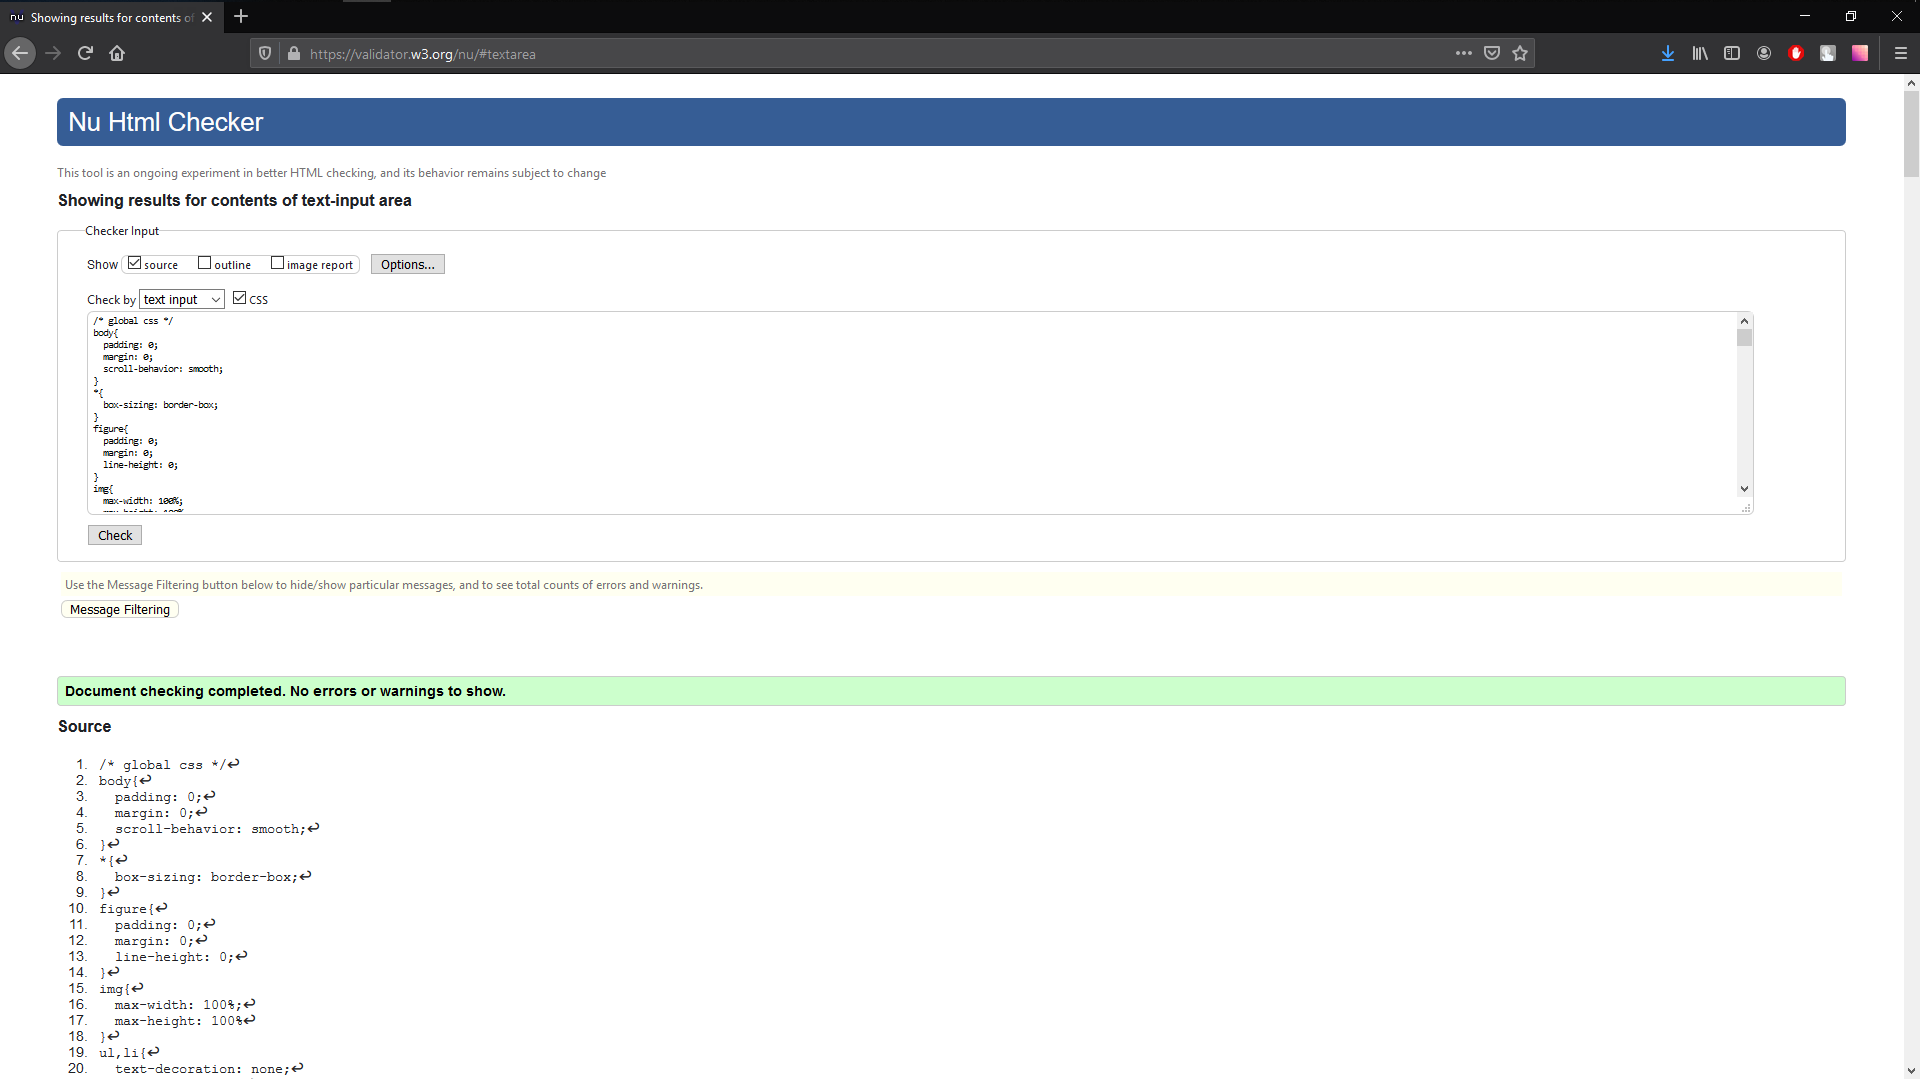 nu Showing results for contents of
https://validator.w3.org/nu/#textarea
Nu Html Checker
This tool is an ongoing experiment in better HTML checking, and its behavior remains subject to change
Showing results for contents of text-input area
Checker Input
Show source outline image report Options...
Check by text input CSS
/* global css */
body{
padding: 0;
margin: 0;
scroll-behavior: smooth;
}
*{
box-sizing: border-box;
}
figure{
padding: 0;
margin: 0;
line-height: 0;
}
img{
max-width: 100%;
max-height: 100%
Check
Use the Message Filtering button below to hide/show particular messages, and to see total counts of errors and warnings.
Message Filtering
Document checking completed. No errors or warnings to show.
Source
1. /* global css */↩
2. body{↩
3. padding: 0;↩
4. margin: 0;↩
5. scroll-behavior: smooth;↩
6. }↩
7. *{↩
8. box-sizing: border-box;↩
9. }↩
10. figure{↩
11. padding: 0;↩
12. margin: 0;↩
13. line-height: 0;↩
14. }↩
15. img{↩
16. max-width: 100%;↩
17. max-height: 100%↩
18. }↩
19. ul,li{↩
20. text-decoration: none;↩